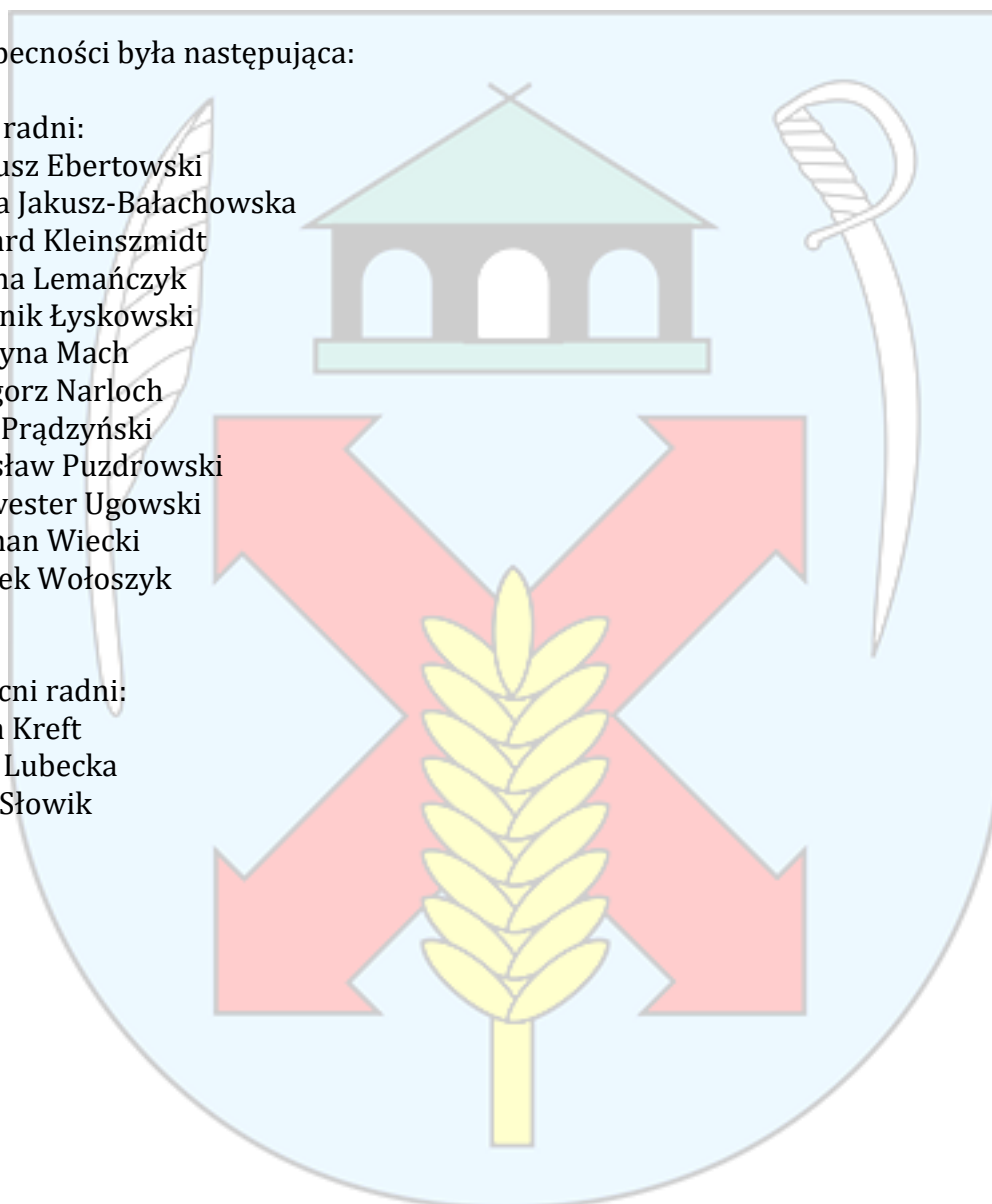 becności była następująca:
radni:
usz Ebertowski
a Jakusz-Bałachowska
ard Kleinszmidt
na Lemańczyk
nik Łyskowski
yna Mach
gorz Narloch
Prądzyński
sław Puzdrowski
vester Ugowski
nan Wiecki
ek Wołoszyk
cni radni:
Kreft
Lubecka
Słowik